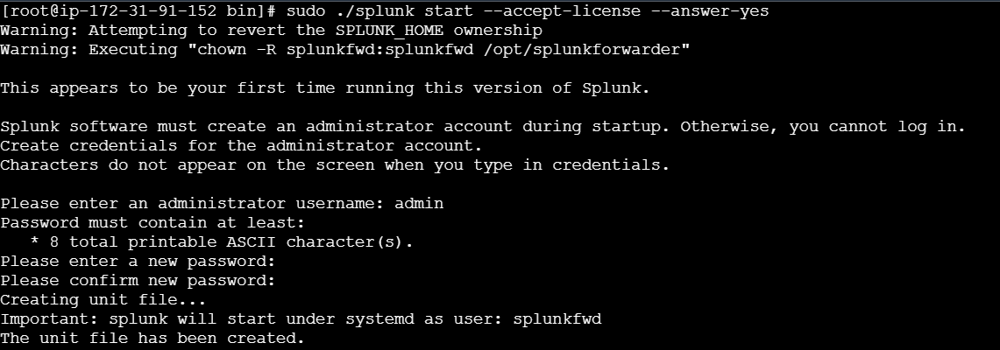 [root@ip-172-31-91-152 bin]# sudo ./splunk start --accept-license --answer-yes
Warning: Attempting to revert the SPLUNK_HOME ownership
Warning: Executing "chown -R splunkfwd:splunkfwd /opt/splunkforwarder"
This appears to be your first time running this version of Splunk.
Splunk software must create an administrator account during startup. Otherwise, you cannot log in.
Create credentials for the administrator account.
Characters do not appear on the screen when you type in credentials.
Please enter an administrator username: admin
Password must contain at least:
   * 8 total printable ASCII character(s).
Please enter a new password:
Please confirm new password:
Creating unit file...
Important: splunk will start under systemd as user: splunkfwd
The unit file has been created.